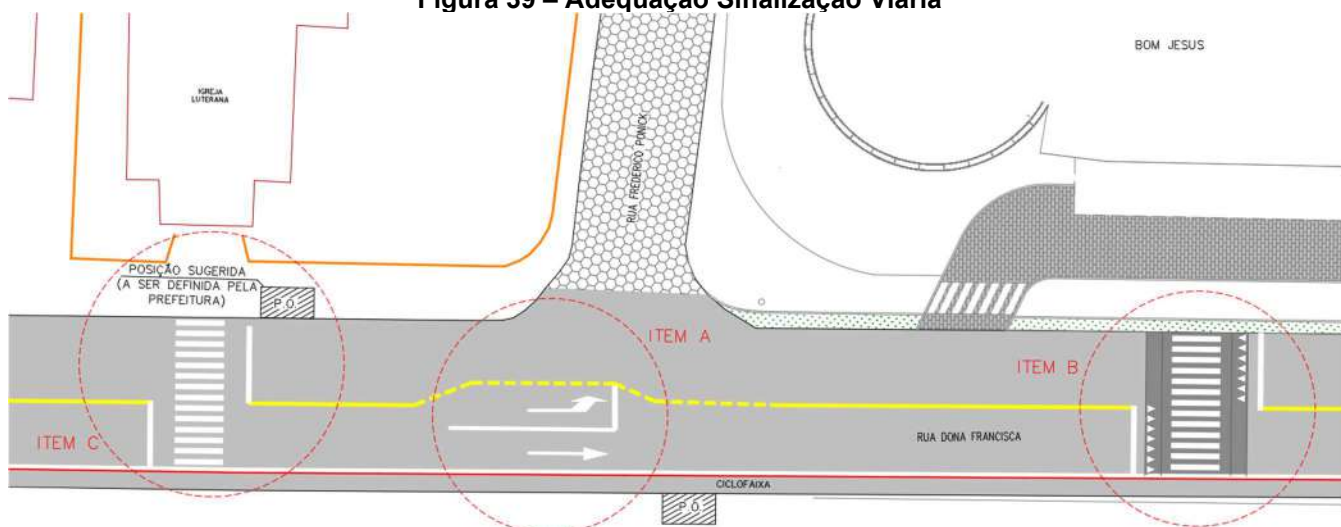 Figura 39 – Adequação Sinalização Viária
BOM JESUS
IGREJA
LUTERANA
RUA FREDERICO PONICK
POSIÇÃO SUGERIDA
(A SER DEFINIDA PELA
PREFEITURA)
P.Ô.
ITEM A
ITEM B
ITEM C
RUA DONA FRANCISCA
CICLOFAIXA
P.Ô.